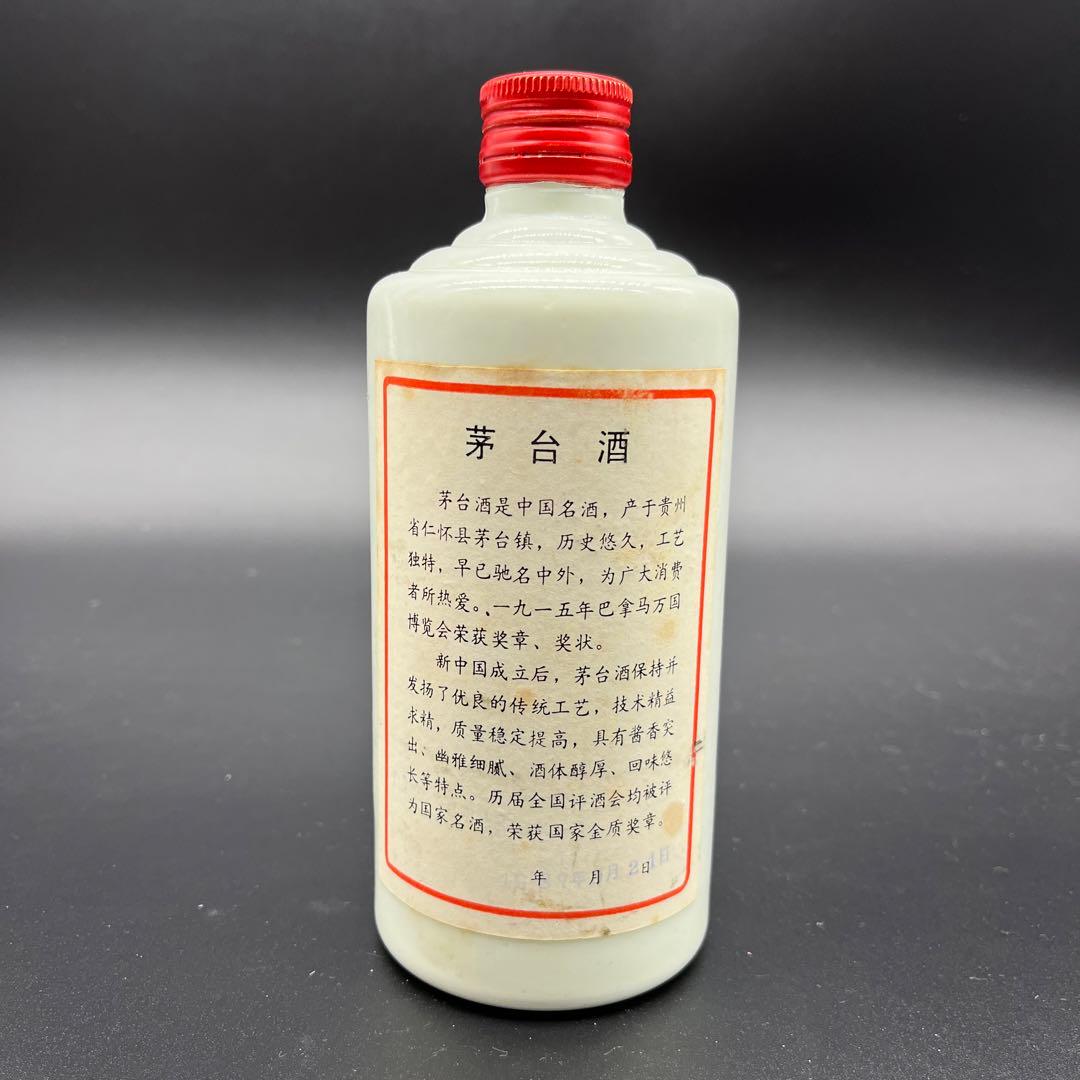 茅台酒
茅台酒是中国名酒，产于贵州
省仁怀县茅台镇，历史悠久，工艺
独特，早已驰名中外，为广大消费
者所热爱。、一九一五年巴拿马万国
博览会荣获奖章、奖状。
新中国成立后，茅台酒保持并
发扬了优良的传统工艺，技术精益
求精，质量稳定提高，具有酱香突
出、幽雅细腻、酒体醇厚、回味悠
长等特点。历届全国评酒会均被评
为国家名酒，荣获国家金质奖章。
年 月 日